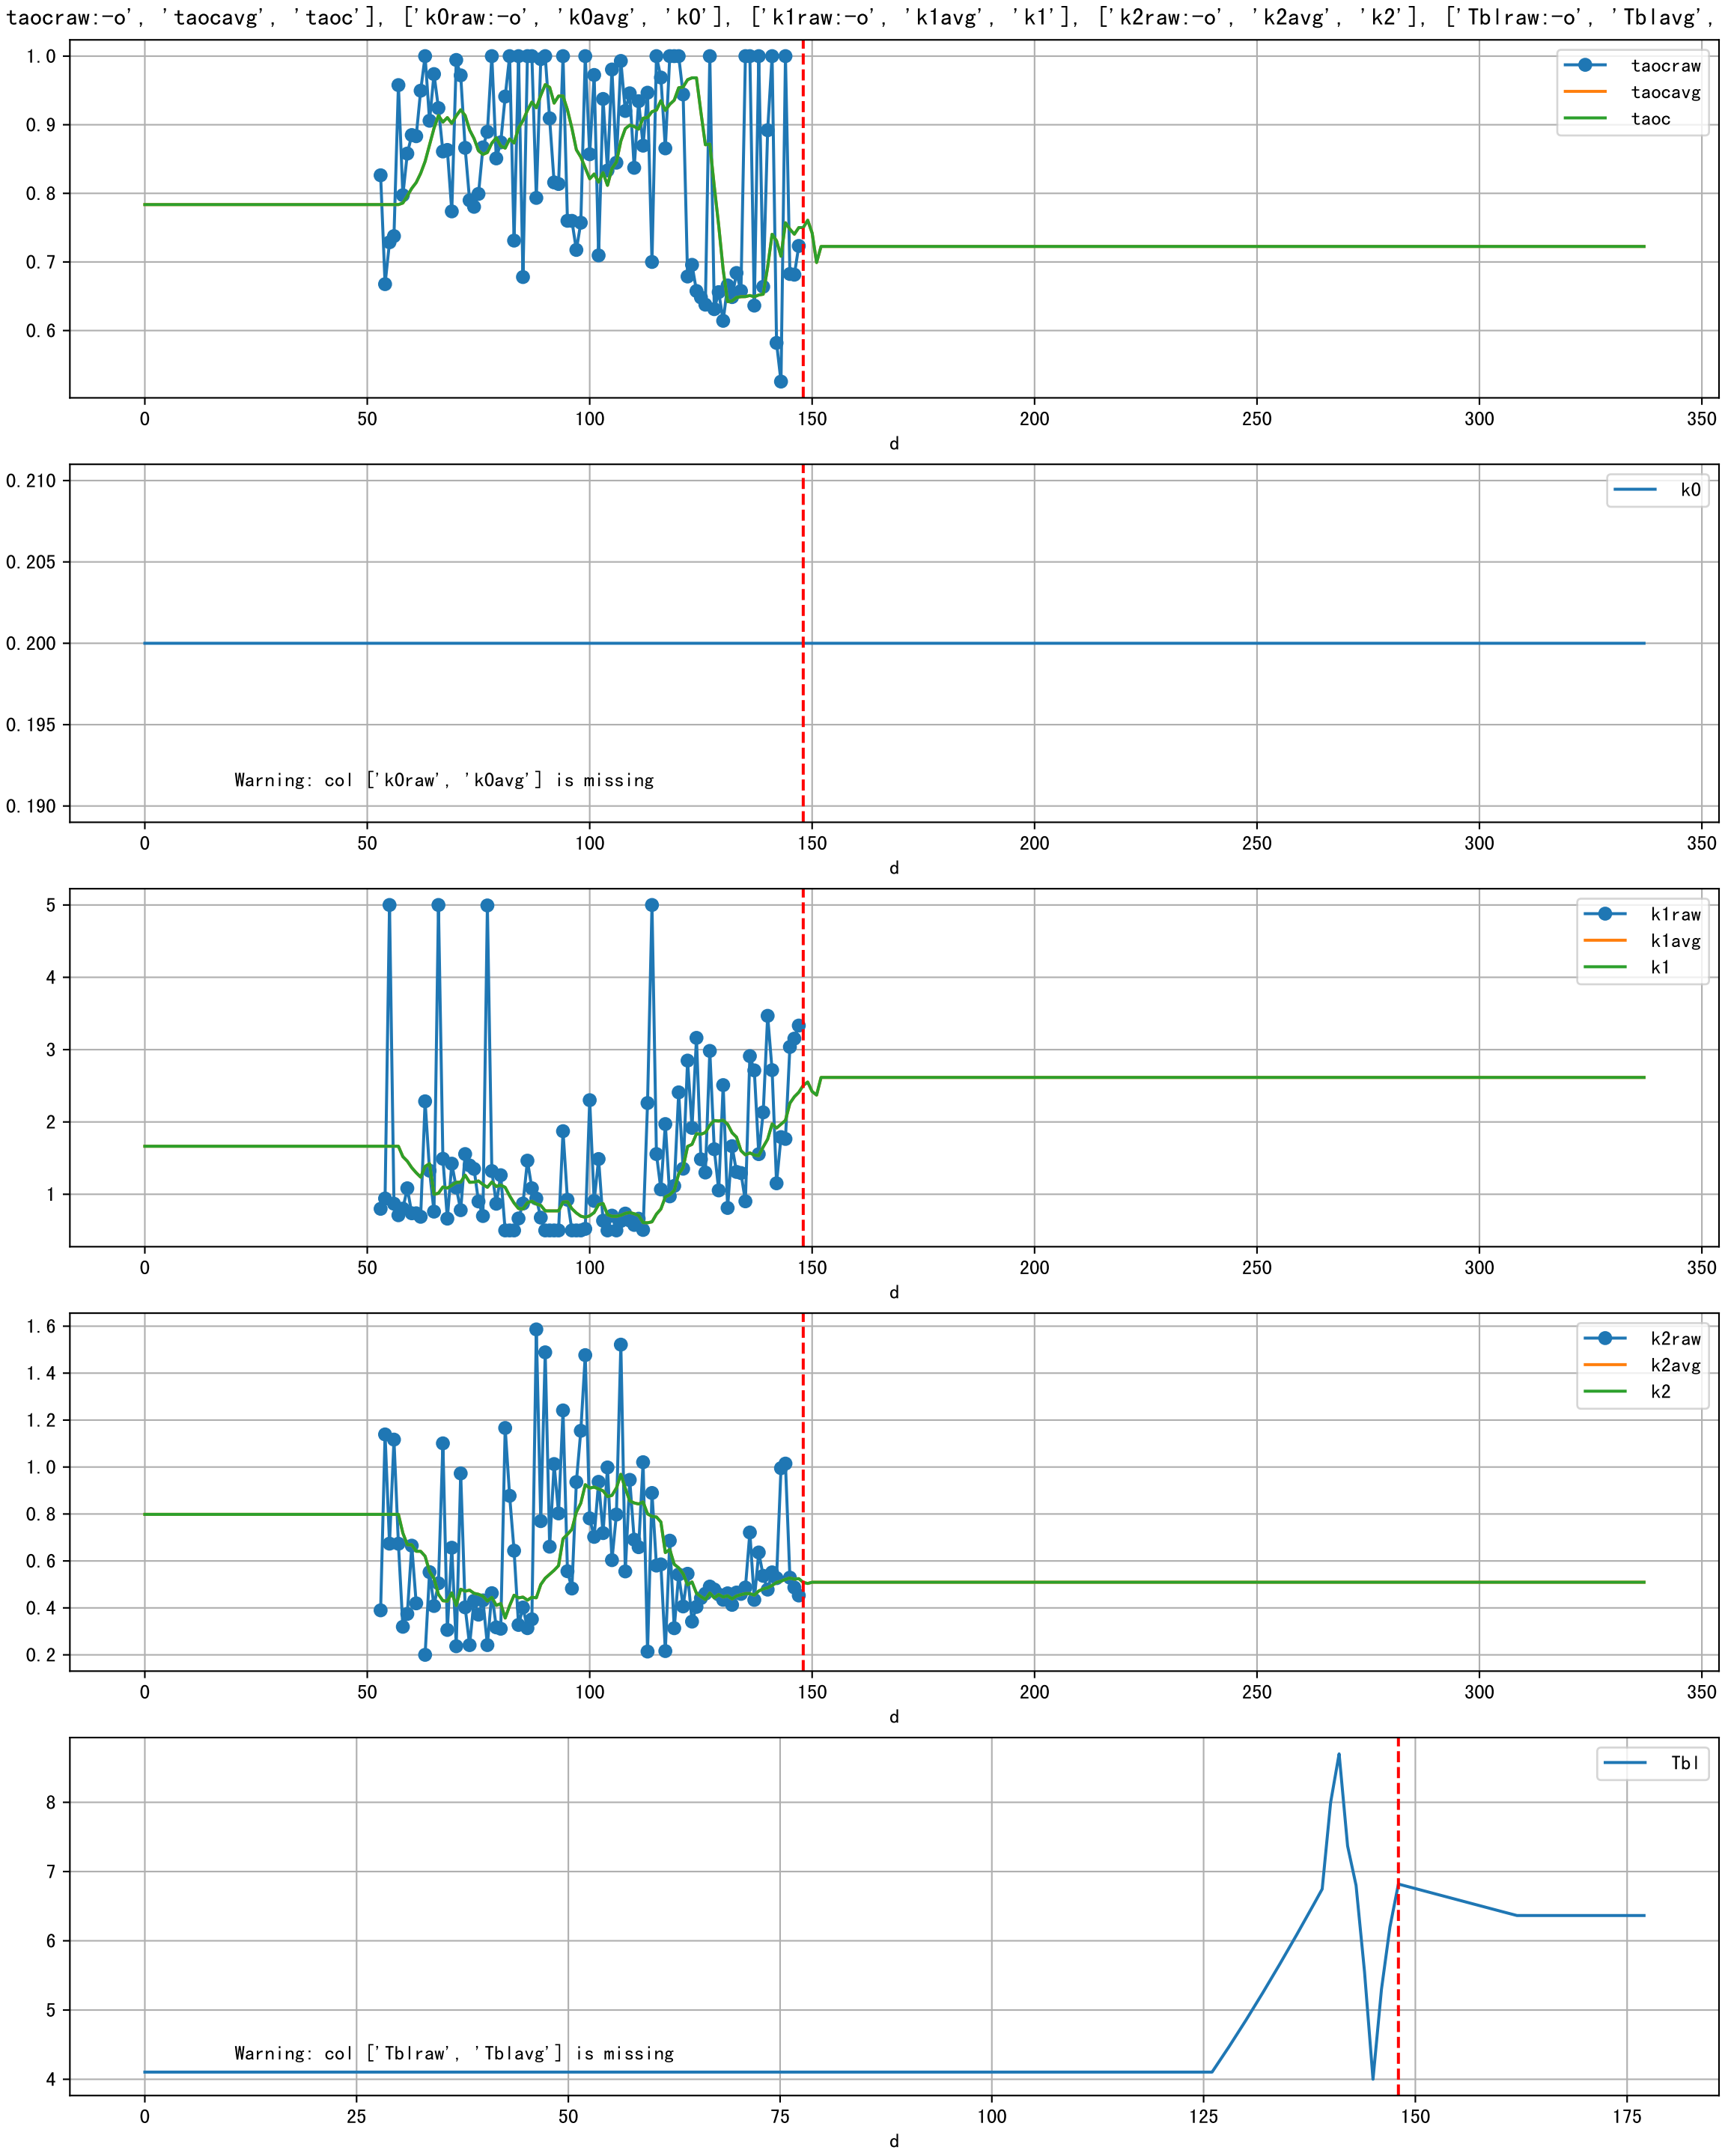 taocraw:-o', 'taocavg', 'taoc'], ['k0raw:-o', 'k0avg', 'k0'], ['k1raw:-o', 'k1avg', 'k1'], ['k2raw:-o', 'k2avg', 'k2'], ['Tblraw:-o', 'Tblavg',
1.0
0.9
0.8
0.7
0.6
taocraw
taocavg
taoc
0 50 100 150 200 250 300 350
d
0.210
0.205
0.200
0.195
0.190
k0
Warning: col ['k0raw', 'k0avg'] is missing
0 50 100 150 200 250 300 350
d
5
4
3
2
1
k1raw
k1avg
k1
0 50 100 150 200 250 300 350
d
1.6
1.4
1.2
1.0
0.8
0.6
0.4
0.2
k2raw
k2avg
k2
0 50 100 150 200 250 300 350
d
8
7
6
5
4
Tbl
Warning: col ['Tblraw', 'Tblavg'] is missing
0 25 50 75 100 125 150 175
d